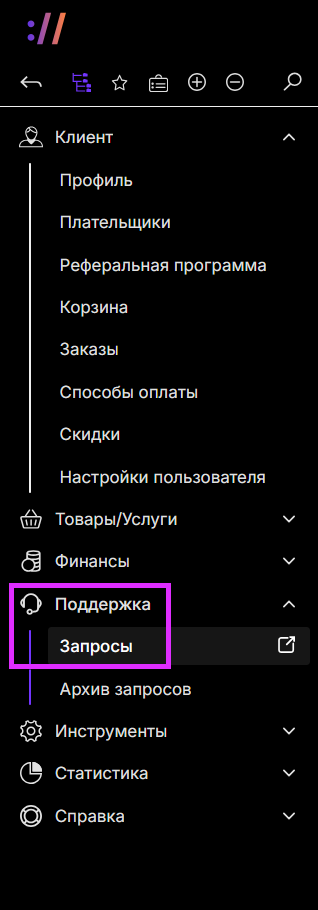 ://
Клиент
Профиль
Плательщики
Реферальная программа
Корзина
Заказы
Способы оплаты
Скидки
Настройки пользователя
Товары/Услуги
Финансы
Поддержка
Запросы
Архив запросов
Инструменты
Статистика
Справка